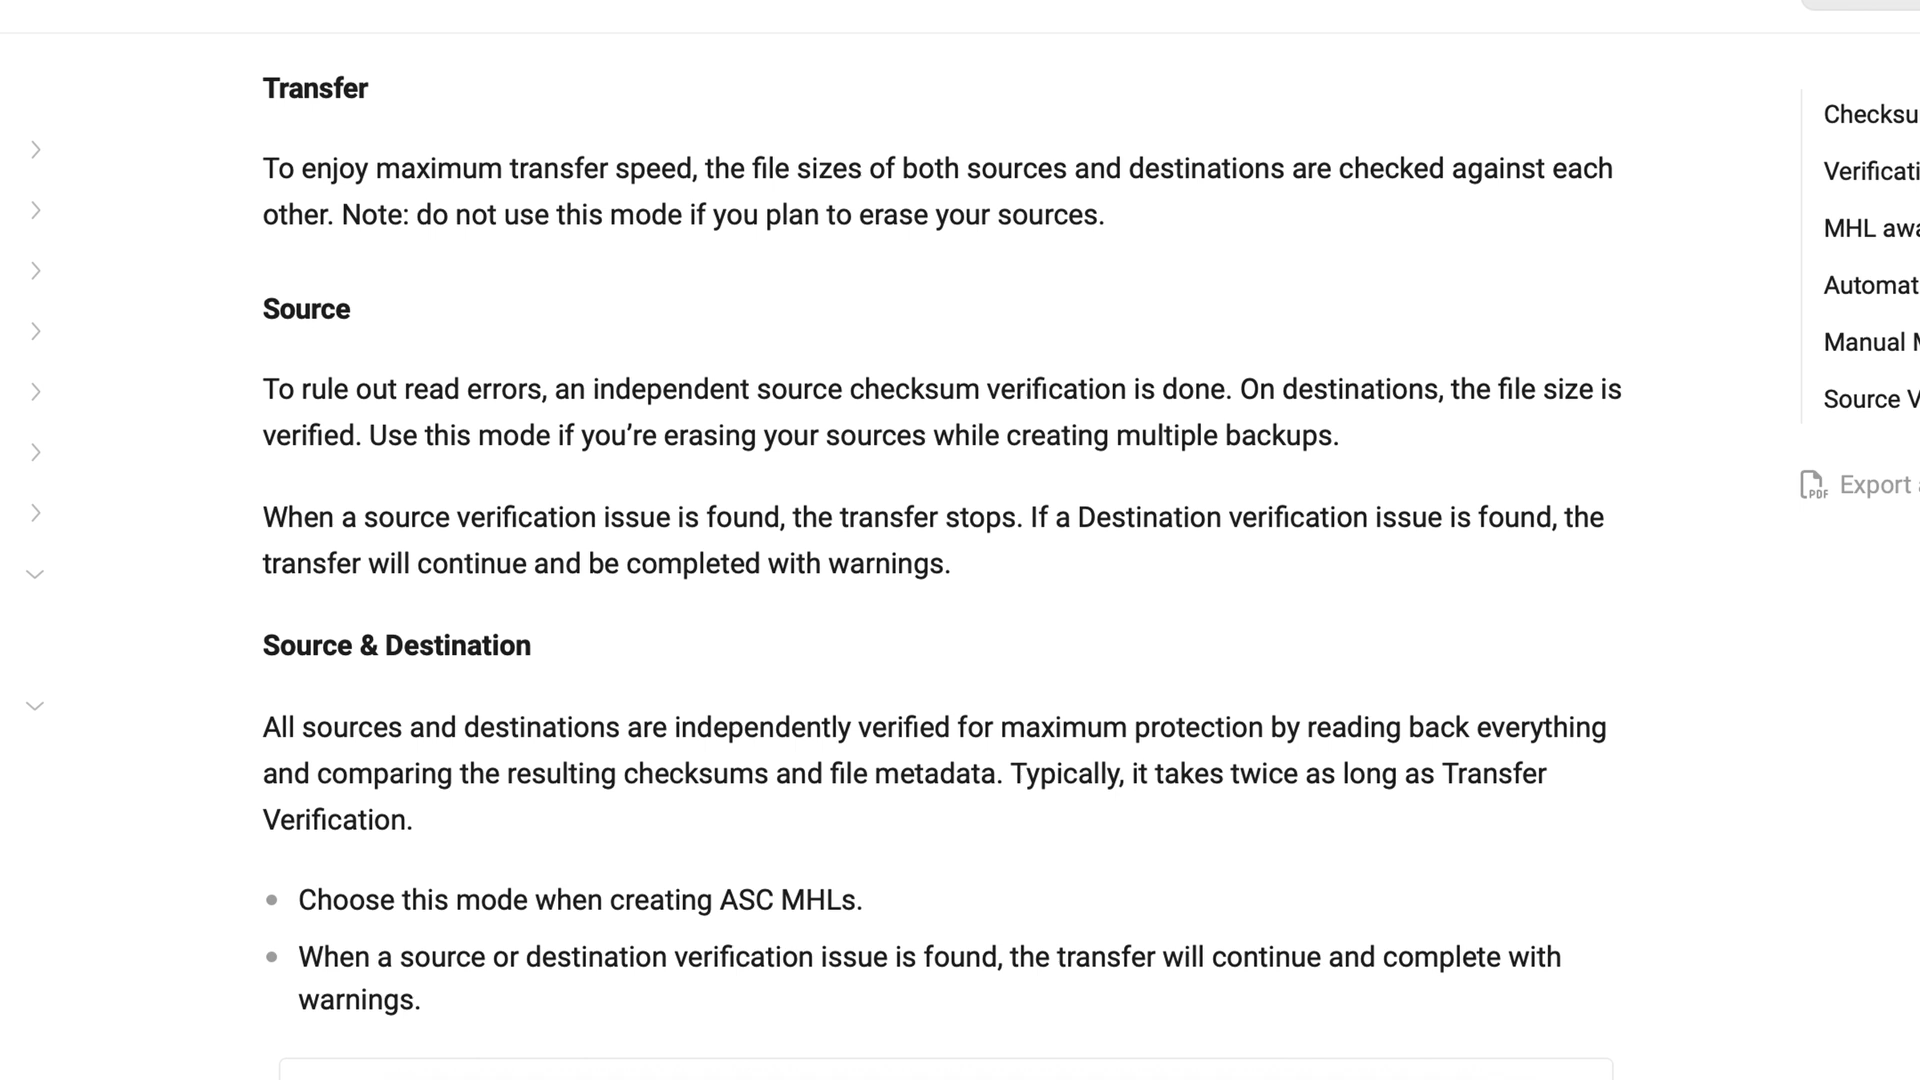 Transfer
To enjoy maximum transfer speed, the file sizes of both sources and destinations are checked against each
other. Note: do not use this mode if you plan to erase your sources.
Source
To rule out read errors, an independent source checksum verification is done. On destinations, the file size is
verified. Use this mode if you’re erasing your sources while creating multiple backups.
When a source verification issue is found, the transfer stops. If a Destination verification issue is found, the
transfer will continue and be completed with warnings.
Source & Destination
All sources and destinations are independently verified for maximum protection by reading back everything
and comparing the resulting checksums and file metadata. Typically, it takes twice as long as Transfer
Verification.
Choose this mode when creating ASC MHLs.
When a source or destination verification issue is found, the transfer will continue and complete with
warnings.
Checksu
Verificati
MHL awa
Automat
Manual M
Source V
PDF Export a